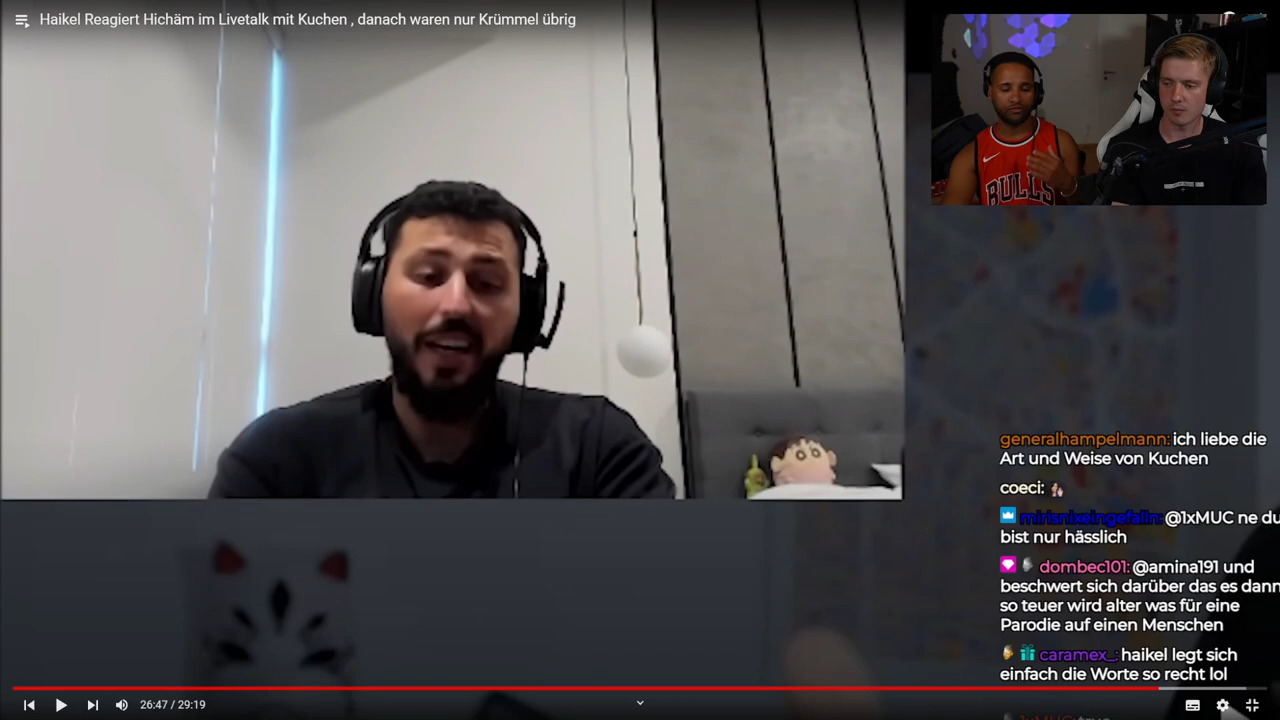 Haikel Reagiert Hichäm im Livetalk mit Kuchen , danach waren nur Krümmel übrig
BULLS
generalhampelmann: ich liebe die
Art und Weise von Kuchen
coeci:
mirisnixeingefalln: @1xMUC ne du
bist nur hässlich
dombec101: @amina191 und
beschwert sich darüber das es dann
so teuer wird alter was für eine
Parodie auf einen Menschen
caramex_: haikel legt sich
einfach die Worte so recht lol
26:47 / 29:19